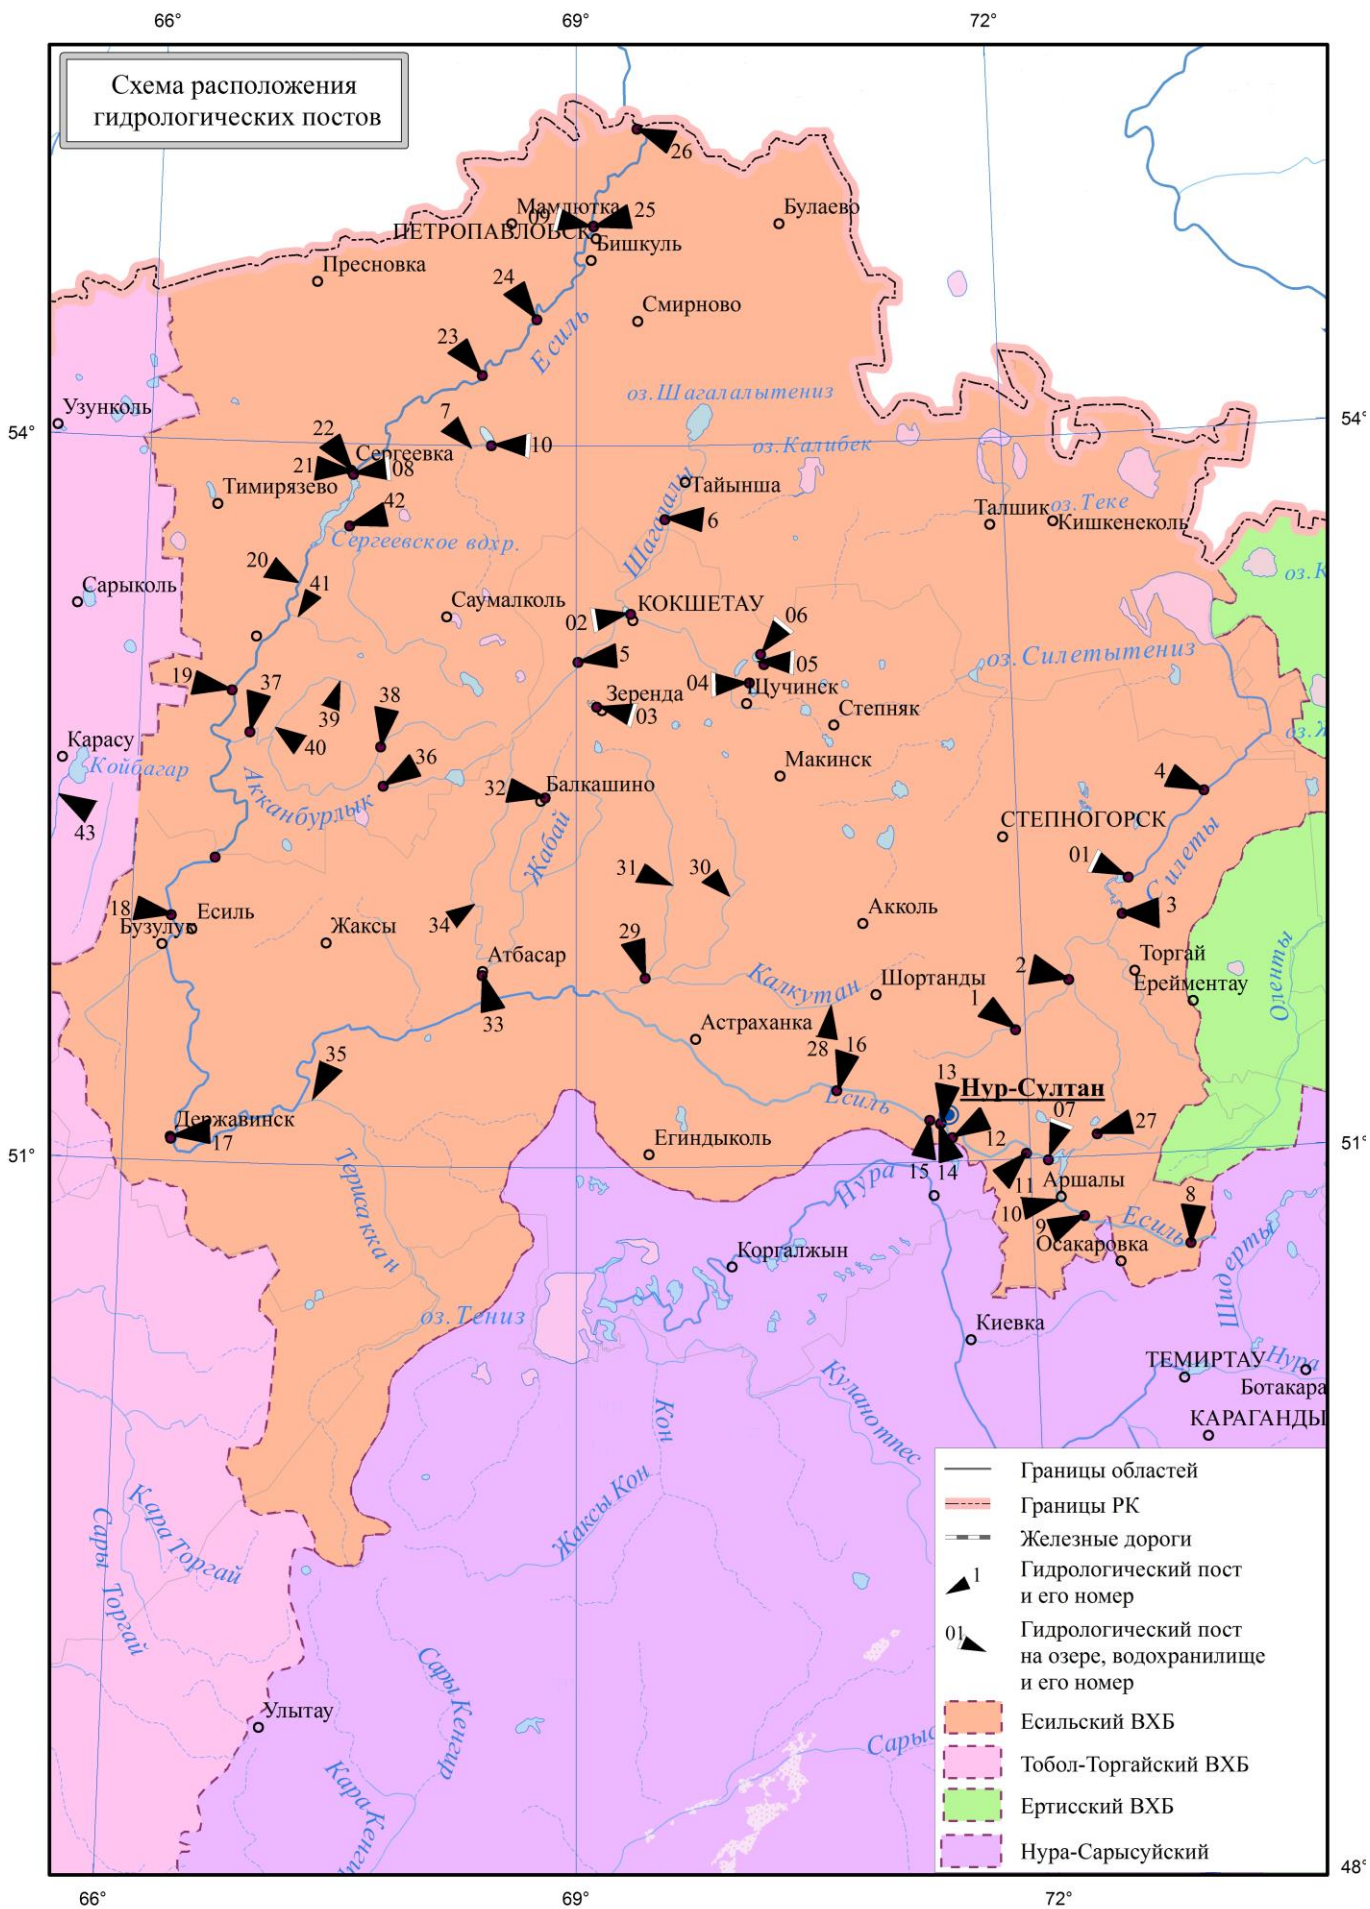 66°
69°
72°
Схема расположения
гидрологических постов
26
Мамлютка
09
25
Булаево
ПЕТРОПАВЛОВСК
Бишкуль
Пресновка
24
Смирново
Есиль
23
оз.Шагалалытениз
Узунколь
7
54°
54°
22
оз.Калибек
10
Сергеевка
21
08
Тимирязево
42
Тайынша
Шагалалы
6
Талшик
оз.Теке
Кишкенеколь
Сергеевское вдхр.
20
41
оз.К
Сарыколь
Саумалколь
КОКШЕТАУ
02
06
5
05
оз.Силетытениз
19
37
04
Щучинск
38
Зеренда
03
39
40
Степняк
оз.Ж
Карасу
Койбагар
36
Макинск
4
32
Балкашино
Акканбурлык
43
СТЕПНОГОРСК
Жабай
01
Силеты
31
30
18
Есиль
34
Акколь
3
Бузулук
Жаксы
29
Оленты
Атбасар
2
Торгай
Калкутан
Шортанды
Ерейментау
33
1
Астраханка
35
28
16
13
Нур-Султан
Есиль
07
Державинск
17
12
27
51°
51°
Егиндыколь
15
14
11
Аршалы
Терисаккан
Нура
10
8
9
Есиль
Осакаровка
Коргалжын
Шидерты
оз.Тениз
Киевка
ТЕМИРТАУ
Нура
Ботакара
Куланотпес
Кон
КАРАГАНДЫ
Границы областей
Границы РК
Железные дороги
1
Гидрологический пост
и его номер
01
Гидрологический пост
на озере, водохранилище
и его номер
Есильский ВХБ
Тобол-Торгайский ВХБ
Ертисский ВХБ
Нура-Сарысуйский
Жаксы Кон
Кара Торгай
Сары Торгай
Сары Кенгир
Улытау
Сарыс
Кара Кенгир
48°
66°
69°
72°